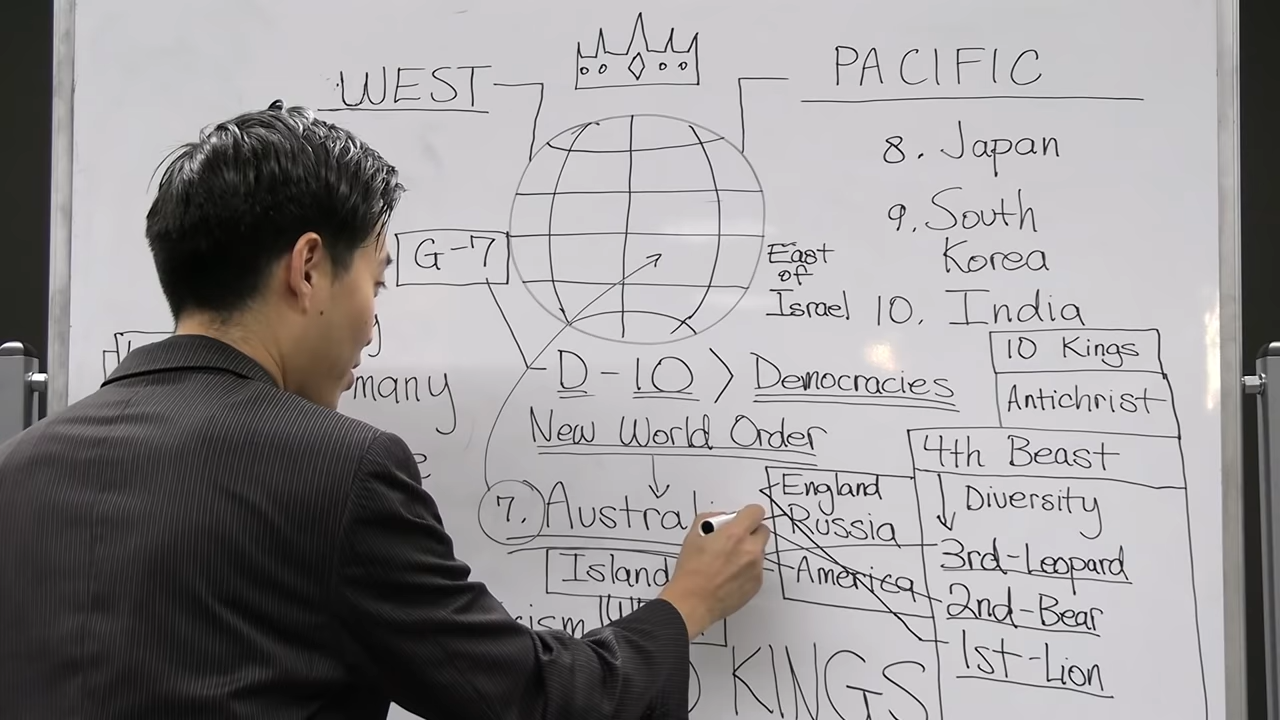 WEST
PACIFIC
8. Japan
9. South
Korea
G-7
East
of
Israel
10. India
10 Kings
Antichrist
D-10 > Democracies
New World Order
4th Beast
Diversity
England
Russia
America
7. Austral
3rd-Leopard
2nd-Bear
1st-Lion
Island
KINGS